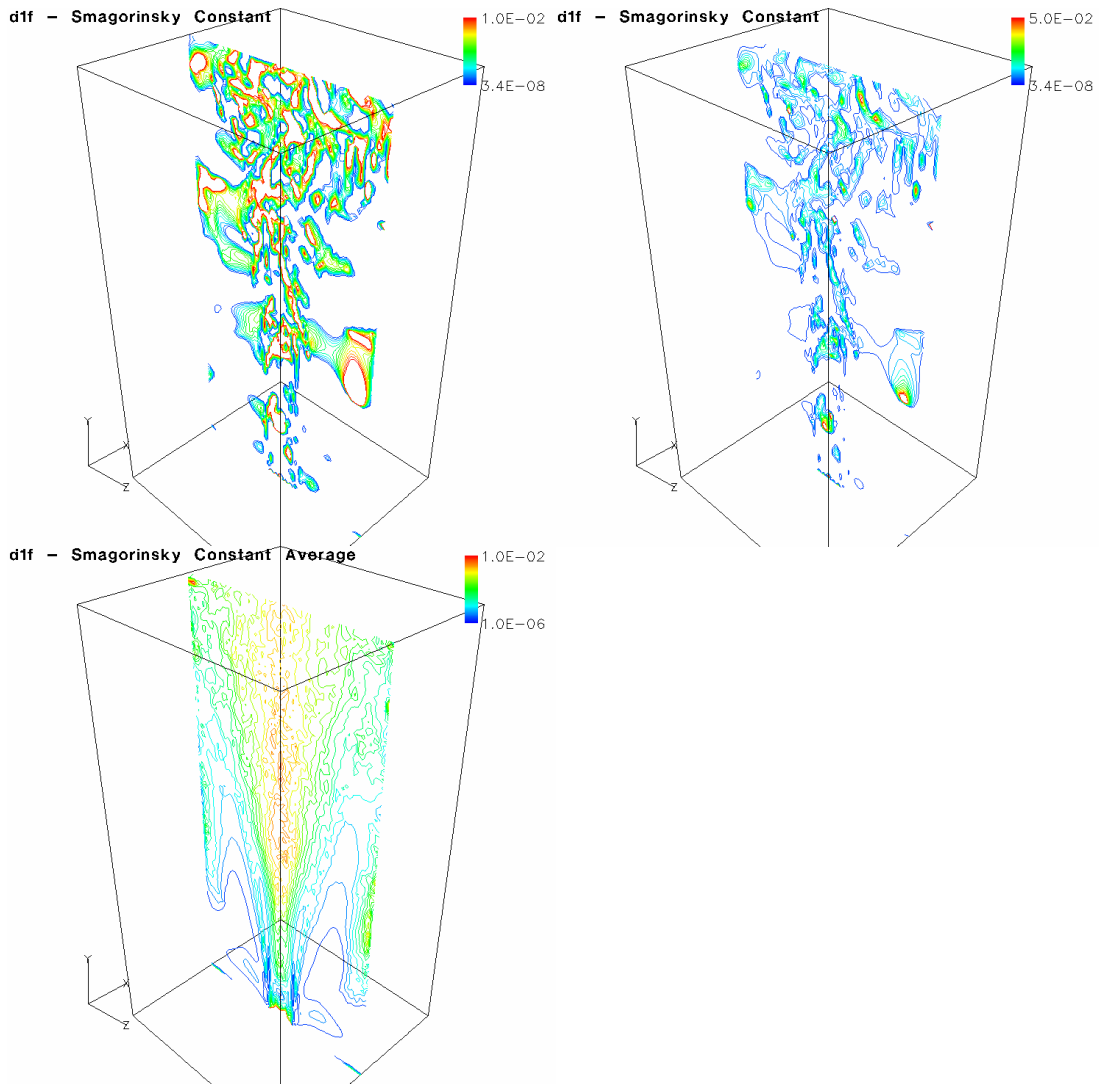 d1f – Smagorinsky Constant
1.0E-02
3.4E-08
Y
X
Z
d1f – Smagorinsky Constant
5.0E-02
3.4E-08
Y
X
Z
d1f – Smagorinsky Constant Average
1.0E-02
1.0E-06
Y
X
Z